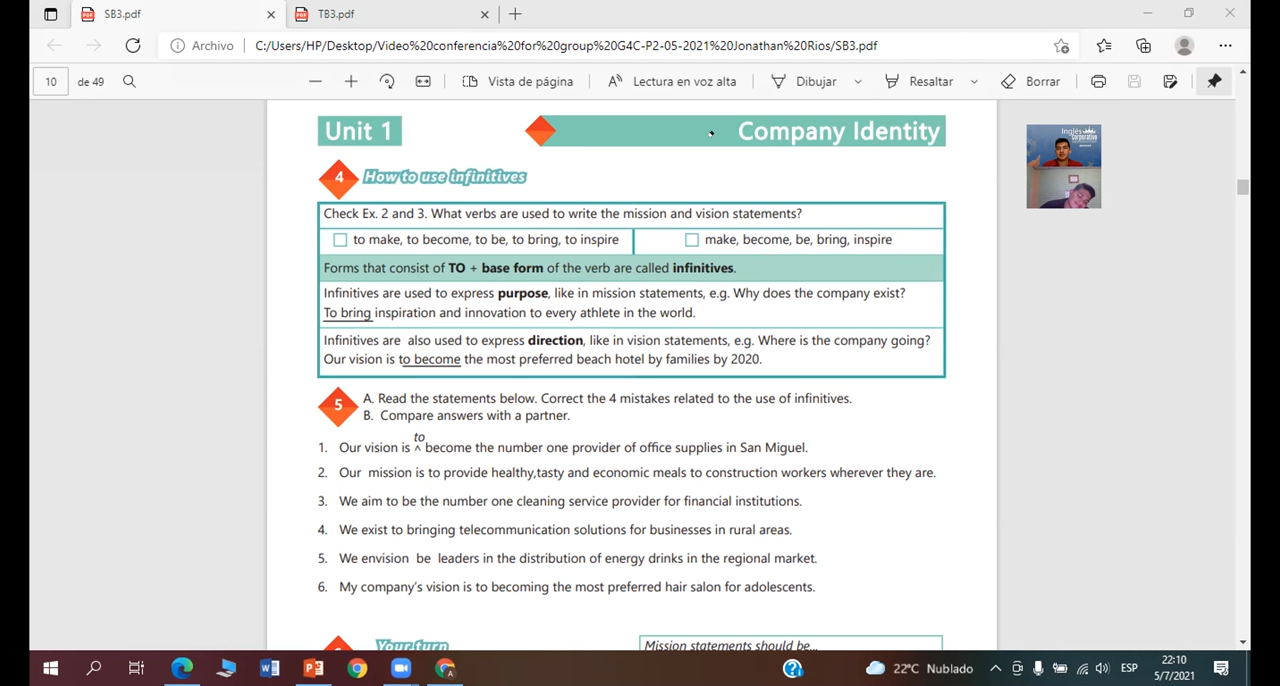 SB3.pdf
TB3.pdf
Archivo
C:/Users/HP/Desktop/Video%20conferencia%20for%20group%20G4C-P2-05-2021%20Jonathan%20Rios/SB3.pdf
10 de 49
Vista de página
Lectura en voz alta
Dibujar
Resaltar
Borrar
Unit 1
Company Identity
Inglés
Corporativo
4 How to use infinitives
Check Ex. 2 and 3. What verbs are used to write the mission and vision statements?
to make, to become, to be, to bring, to inspire
make, become, be, bring, inspire
Forms that consist of TO + base form of the verb are called infinitives.
Infinitives are used to express purpose, like in mission statements, e.g. Why does the company exist?
To bring inspiration and innovation to every athlete in the world.
Infinitives are also used to express direction, like in vision statements, e.g. Where is the company going?
Our vision is to become the most preferred beach hotel by families by 2020.
5 A. Read the statements below. Correct the 4 mistakes related to the use of infinitives.
B. Compare answers with a partner.
to
1. Our vision is ^ become the number one provider of office supplies in San Miguel.
2. Our mission is to provide healthy,tasty and economic meals to construction workers wherever they are.
3. We aim to be the number one cleaning service provider for financial institutions.
4. We exist to bringing telecommunication solutions for businesses in rural areas.
5. We envision be leaders in the distribution of energy drinks in the regional market.
6. My company's vision is to becoming the most preferred hair salon for adolescents.
Your turn
Mission statements should be...
22°C Nublado
ESP
22:10
5/7/2021